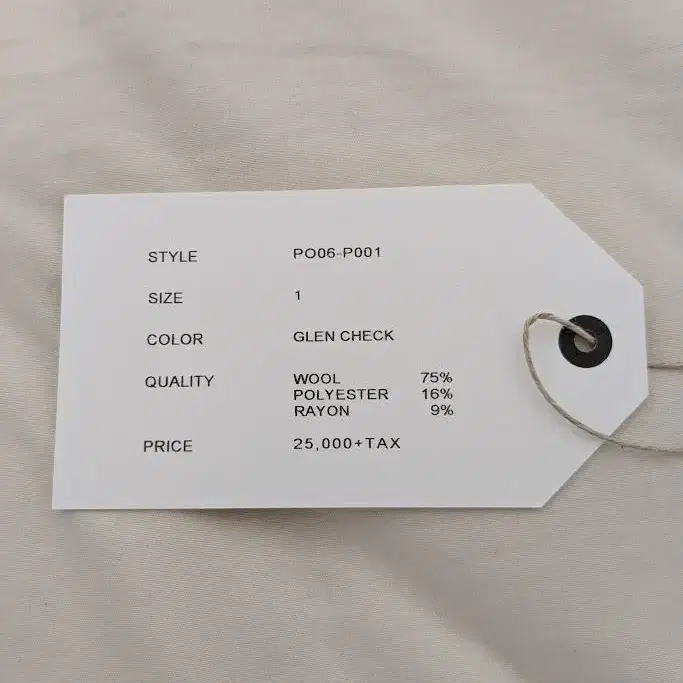 STYLE PO06-P001
SIZE 1
COLOR GLEN CHECK
QUALITY WOOL 75%
POLYESTER 16%
RAYON 9%
PRICE 25,000+TAX